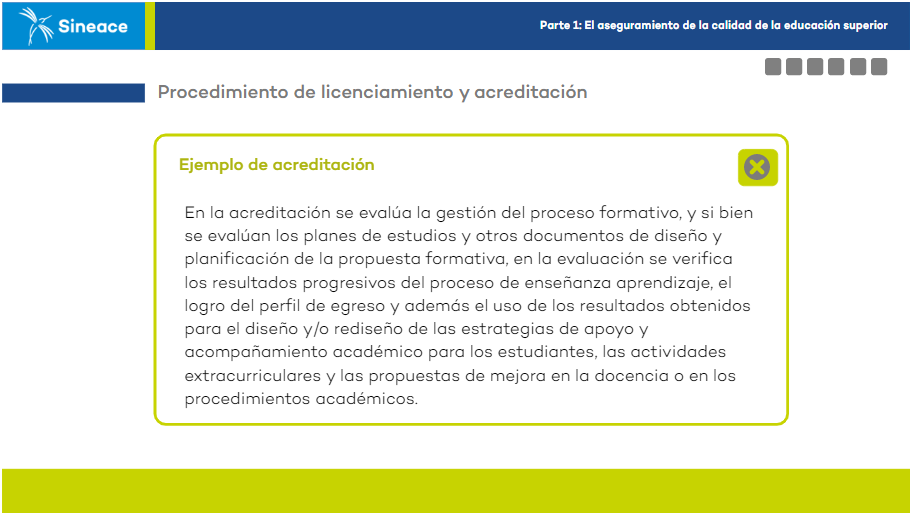 Sineace
Parte 1: El aseguramiento de la calidad de la educación superior
Procedimiento de licenciamiento y acreditación
Ejemplo de acreditación
En la acreditación se evalúa la gestión del proceso formativo, y si bien
se evalúan los planes de estudios y otros documentos de diseño y
planificación de la propuesta formativa, en la evaluación se verifica
los resultados progresivos del proceso de enseñanza aprendizaje, el
logro del perfil de egreso y además el uso de los resultados obtenidos
para el diseño y/o rediseño de las estrategias de apoyo y
acompañamiento académico para los estudiantes, las actividades
extracurriculares y las propuestas de mejora en la docencia o en los
procedimientos académicos.